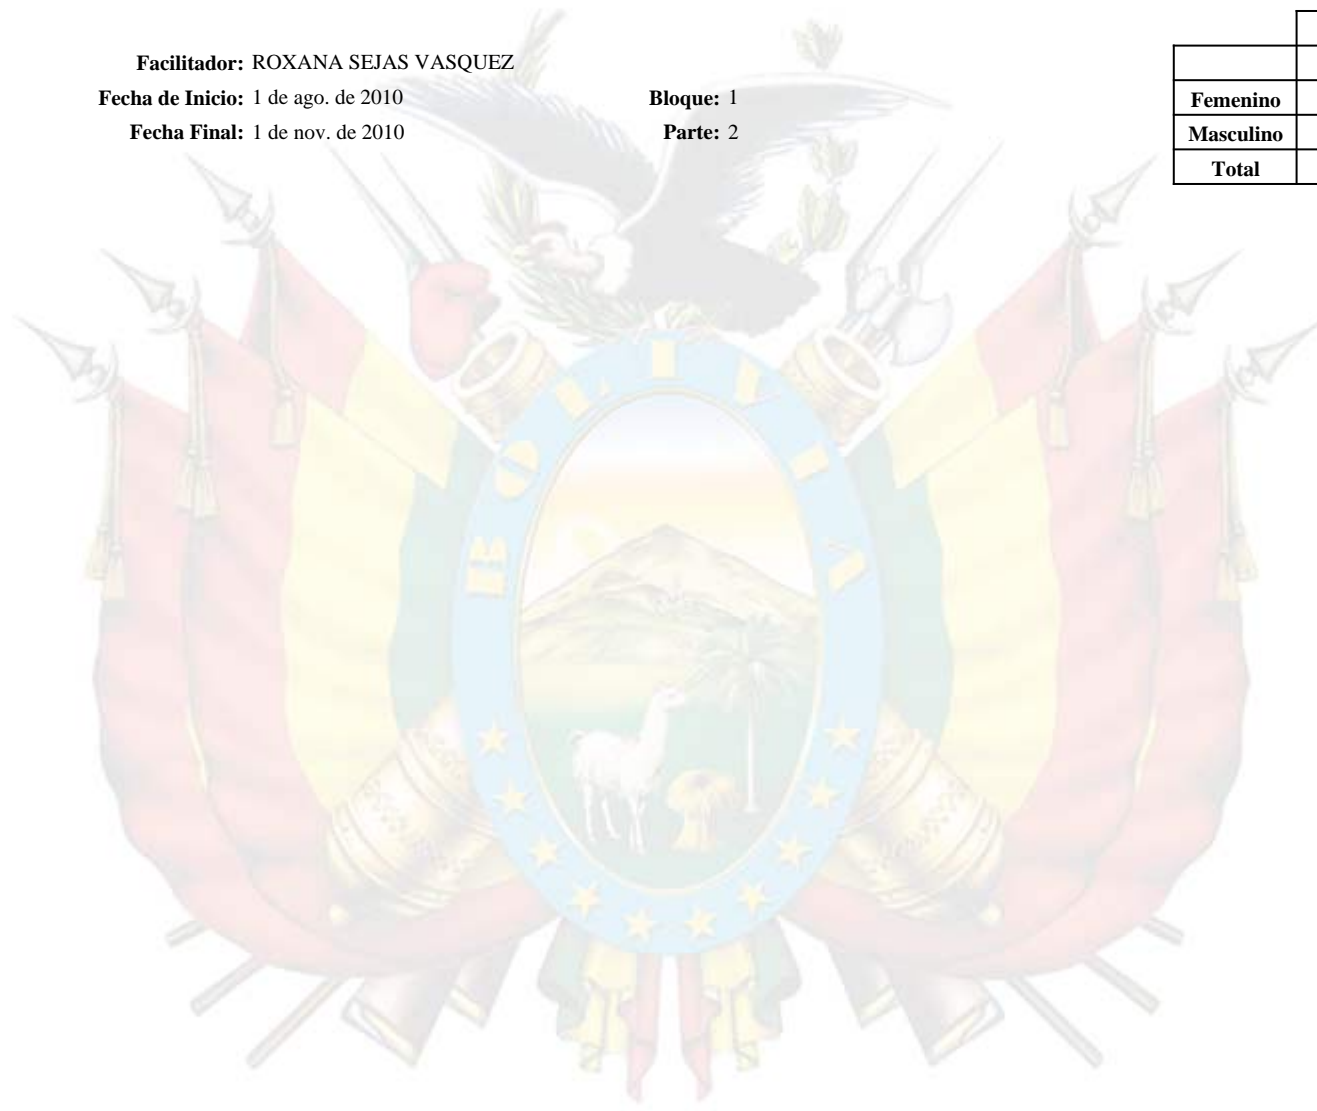 Facilitador: ROXANA SEJAS VASQUEZ
Fecha de Inicio: 1 de ago. de 2010 Bloque: 1
Fecha Final: 1 de nov. de 2010 Parte: 2
Femenino
Masculino
Total
BOLIVIA